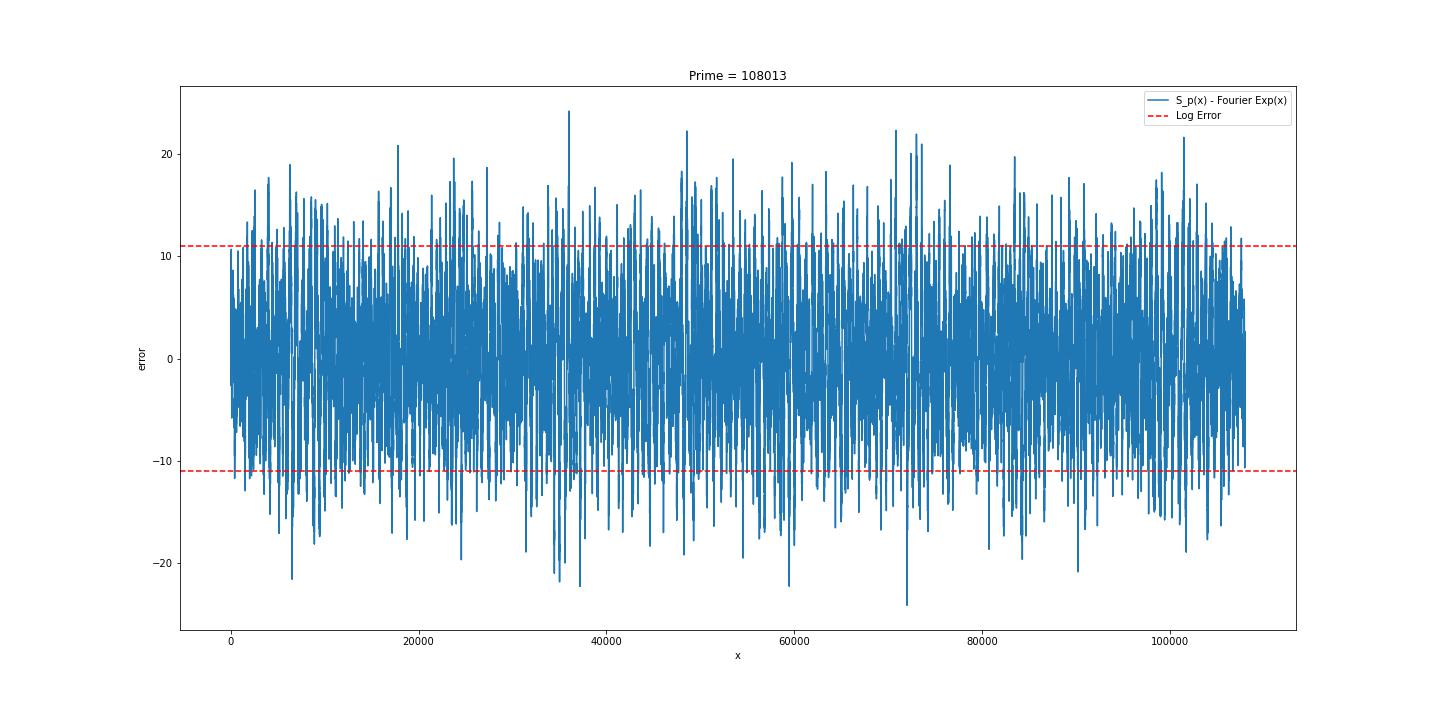 Prime = 108013
S_p(x) - Fourier Exp(x)
Log Error
20
10
0
−10
−20
error
0
20000
40000
60000
80000
100000
x